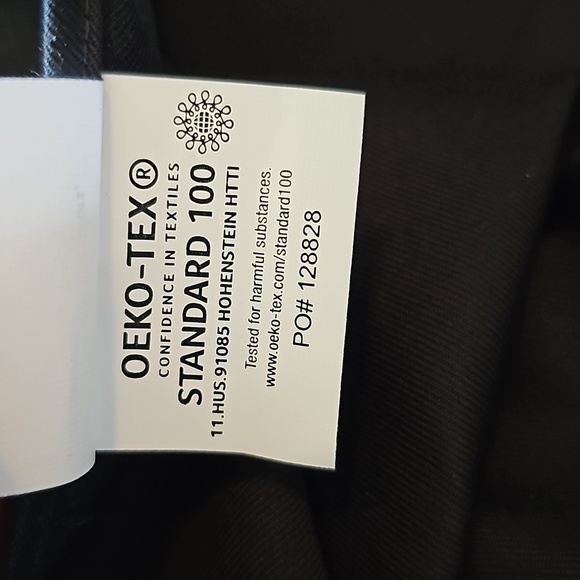 OEKO-TEX®
CONFIDENCE IN TEXTILES
STANDARD 100
11.HUS.91085 HOHENSTEIN HTTI
Tested for harmful substances.
www.oeko-tex.com/standard100
PO# 128828